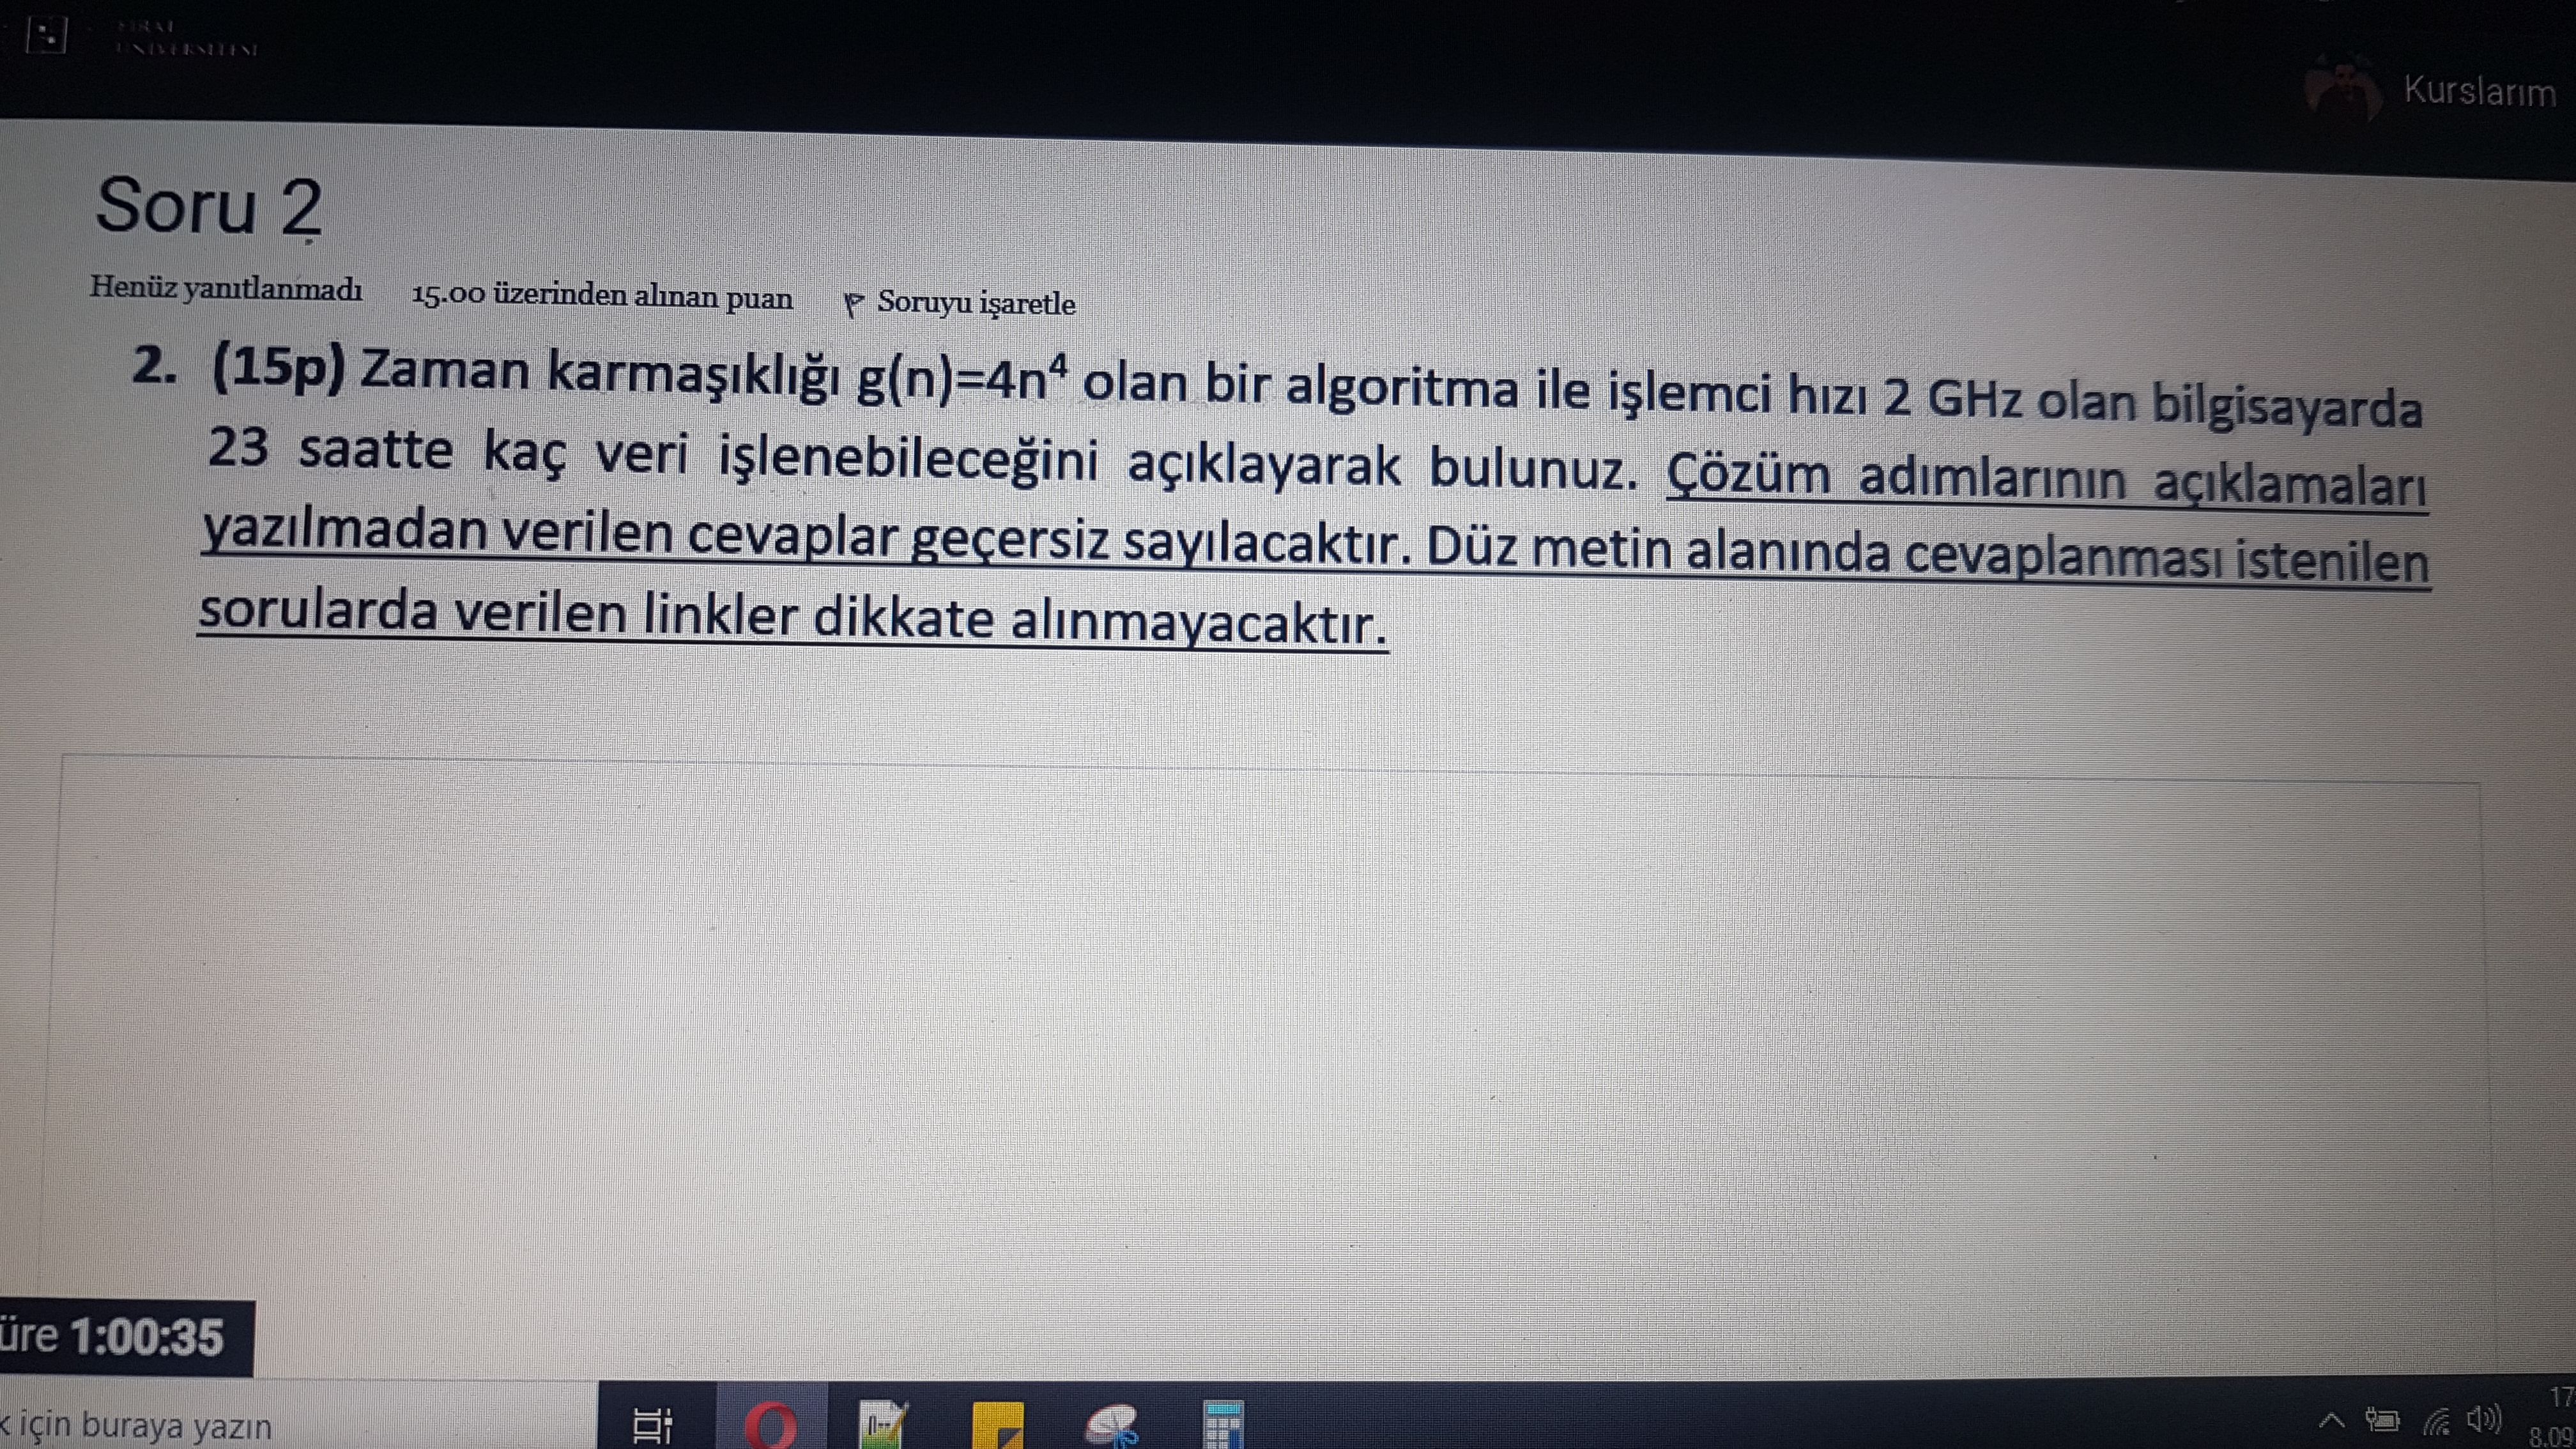 FIRAT
ÜNİVERSİTESİ
Kurslarım
Soru 2
Henüz yanıtlanmadı 15.00 üzerinden alınan puan Soruyu işaretle
2. (15p) Zaman karmaşıklığı g(n)=4n⁴ olan bir algoritma ile işlemci hızı 2 GHz olan bilgisayarda
23 saatte kaç veri işlenebileceğini açıklayarak bulunuz. Çözüm adımlarının açıklamaları
yazılmadan verilen cevaplar geçersiz sayılacaktır. Düz metin alanında cevaplanması istenilen
sorularda verilen linkler dikkate alınmayacaktır.
üre 1:00:35
k için buraya yazın
17
8.09